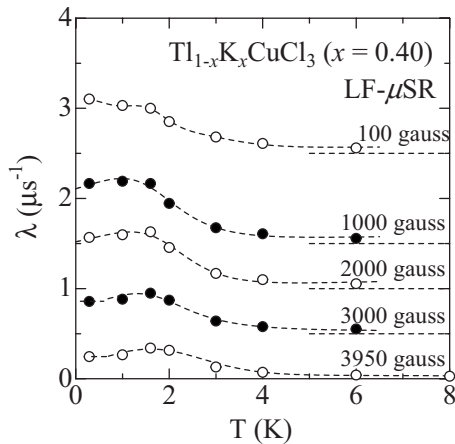 4
Tl₁₋ₓKₓCuCl₃ (x = 0.40)
LF-μSR
3
100 gauss
2
1000 gauss
2000 gauss
1
3000 gauss
3950 gauss
0
0 2 4 6 8
λ (μs⁻¹)
T (K)